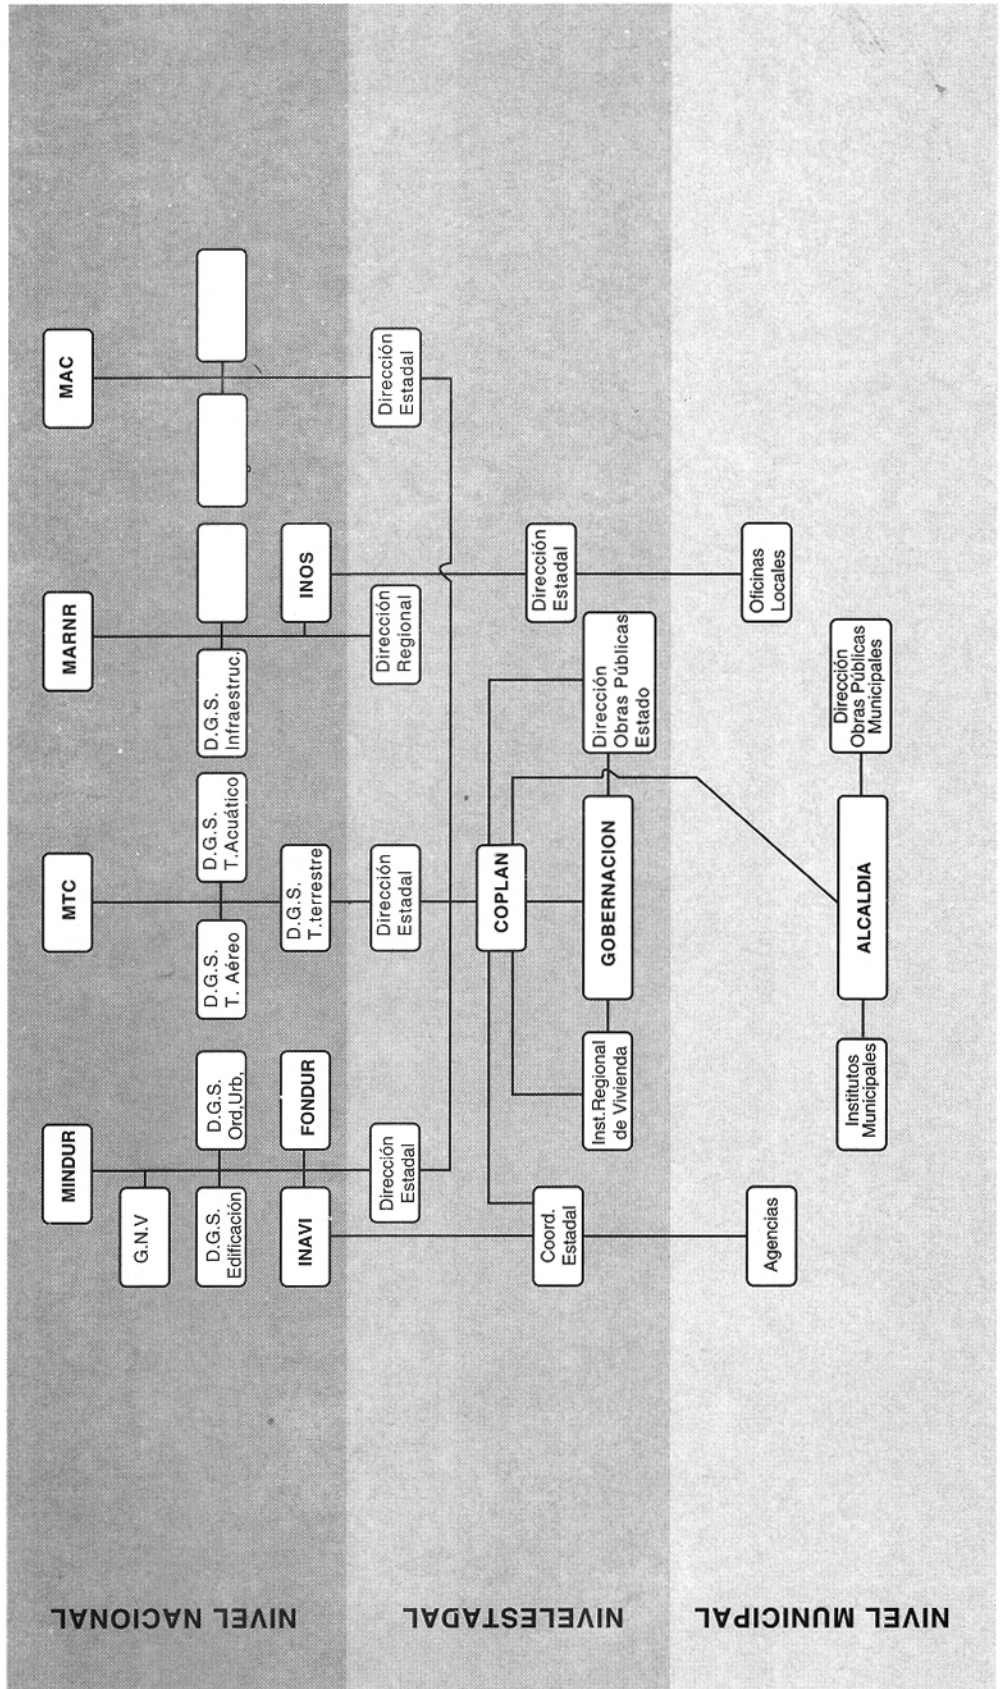 NIVEL NACIONAL
MINDUR
MTC
MARNR
MAC
G.N.V
D.G.S.
Edificación
D.G.S.
Ord,Urb,
D.G.S.
T. Aéreo
D.G.S.
T.Acuático
D.G.S.
Infraestruc.
INAVI
FONDUR
D.G.S.
T.terrestre
INOS
NIVELESTADAL
Dirección
Estadal
Dirección
Estadal
Dirección
Regional
Dirección
Estadal
COPLAN
Coord.
Estadal
Dirección
Estadal
Inst.Regional
de Vivienda
GOBERNACION
Dirección
Obras Públicas
Estado
NIVEL MUNICIPAL
Agencias
Oficinas
Locales
Institutos
Municipales
ALCALDIA
Dirección
Obras Públicas
Municipales